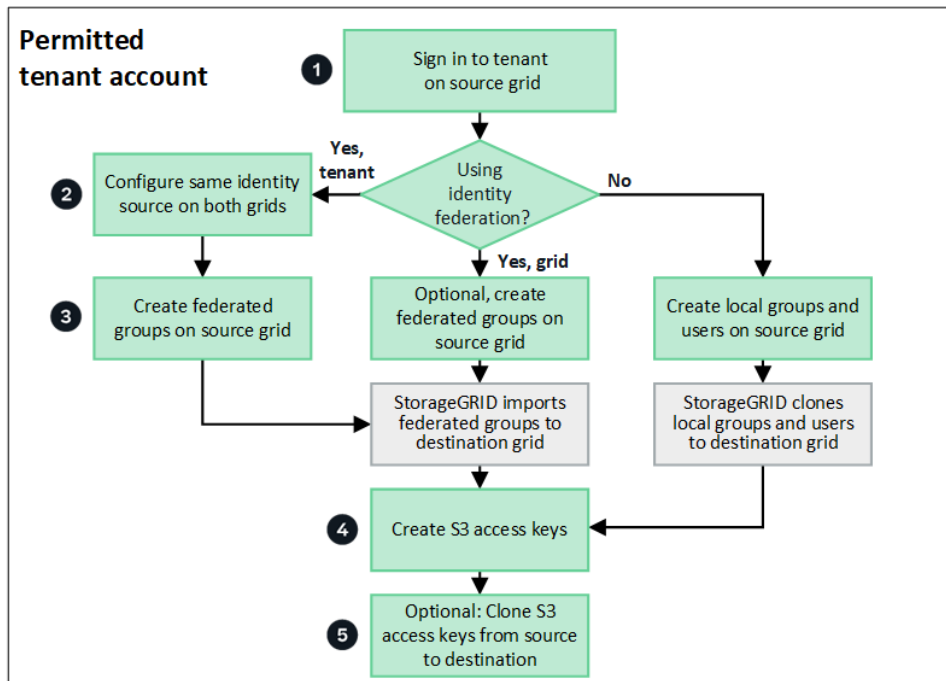 Permitted
tenant account
1
Sign in to tenant
on source grid
Yes,
tenant
Using
identity
federation?
No
2
Configure same identity
source on both grids
Yes, grid
3
Create federated
groups on source grid
Optional, create
federated groups on
source grid
Create local groups and
users on source grid
StorageGRID imports
federated groups to
destination grid
StorageGRID clones
local groups and users
to destination grid
4
Create S3 access keys
5
Optional: Clone S3
access keys from source
to destination